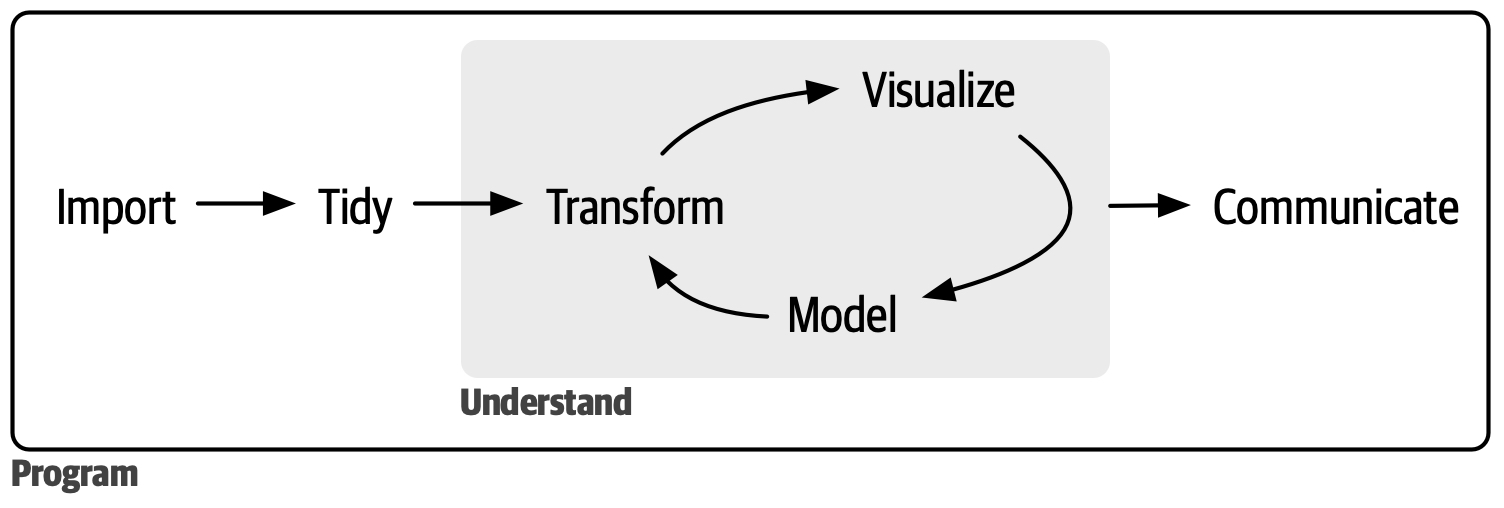 Visualize
Import
Tidy
Transform
Communicate
Model
Understand
Program